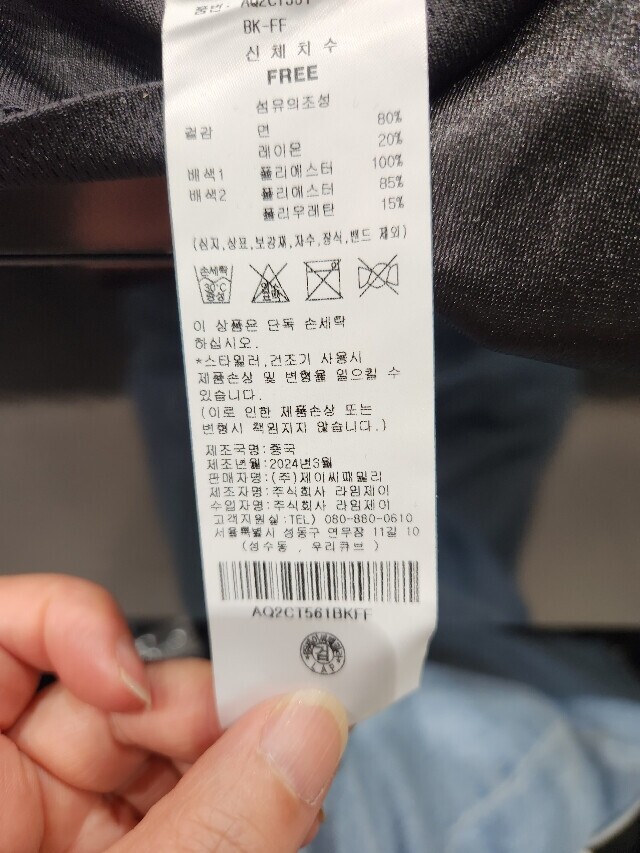 품번: AQ2CT561
BK-FF
신체치수
FREE
섬유의조성
겉감 면 80%
레이온 20%
배색1 폴리에스터 100%
배색2 폴리에스터 85%
폴리우레탄 15%
(심지,상표,보강재,자수,장식,밴드 제외)
손세탁
30°C
중성
이 상품은 단독 손세탁
하십시오.
*스타일러,건조기 사용시
제품손상 및 변형을 일으킬 수
있습니다.
(이로 인한 제품손상 또는
변형시 책임지지 않습니다.)
제조국명:중국
제조년월:2024년3월
판매자명:(주)제이씨패밀리
제조자명:주식회사 라임제이
수입자명:주식회사 라임제이
고객지원실:TEL) 080-880-0610
서울특별시 성동구 연무장 11길 10
(성수동 , 우리큐브 )
AQ2CT561BKFF